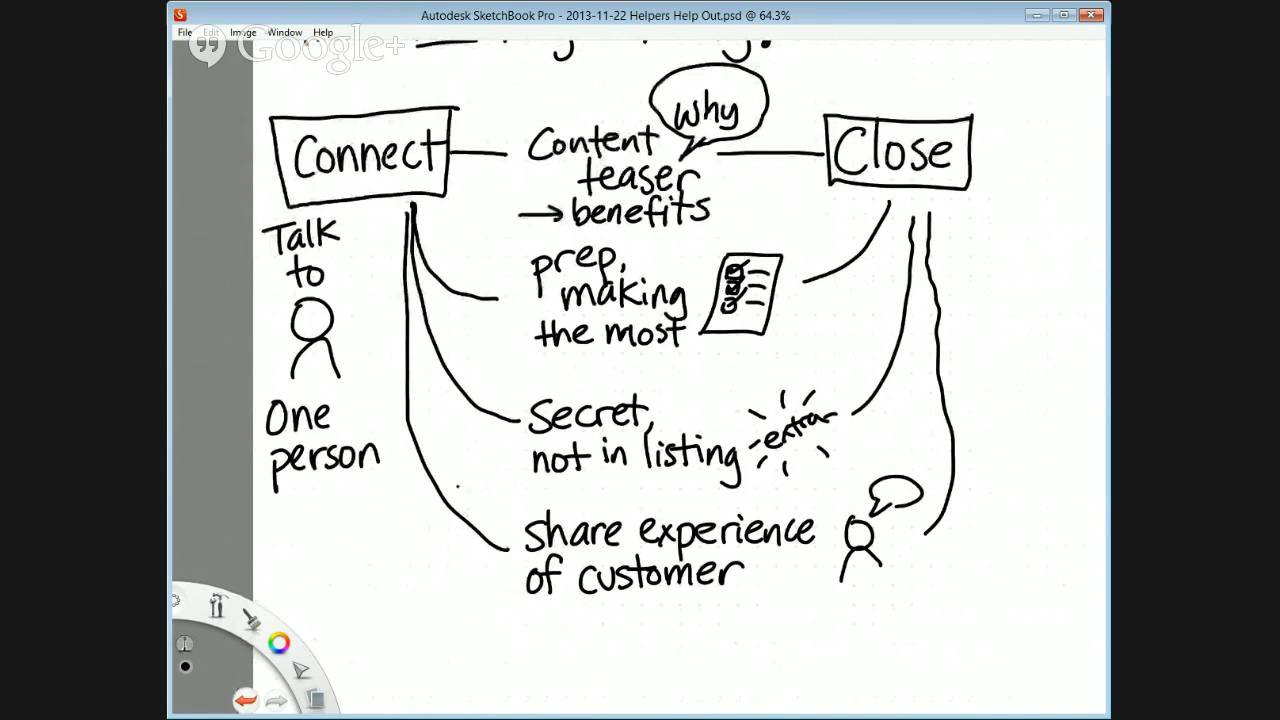 Autodesk SketchBook Pro - 2013-11-22 Helpers Help Out.psd @ 64.3%
File Edit Image Window Help
Google+
Connect
Content
teaser
→ benefits
why
Close
Talk
to
One
person
prep,
making
the most
Secret,
not in listing
extra
share experience
of customer